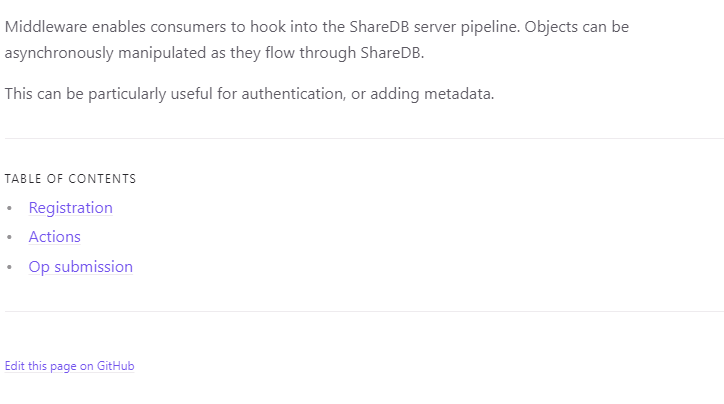 Middleware enables consumers to hook into the ShareDB server pipeline. Objects can be
asynchronously manipulated as they flow through ShareDB.
This can be particularly useful for authentication, or adding metadata.
TABLE OF CONTENTS
• Registration
• Actions
• Op submission
Edit this page on GitHub